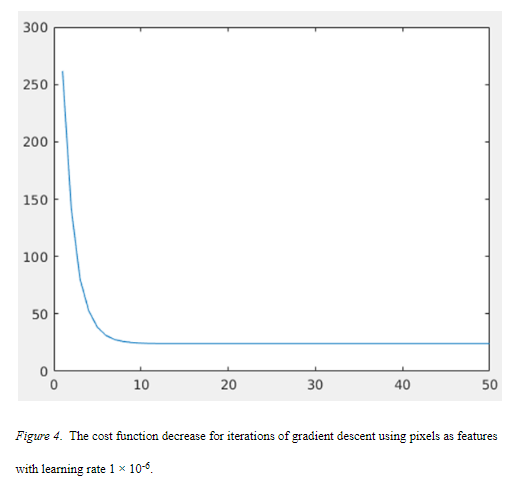 300
250
200
150
100
50
0
0 10 20 30 40 50
Figure 4. The cost function decrease for iterations of gradient descent using pixels as features
with learning rate 1 × 10⁻⁶.